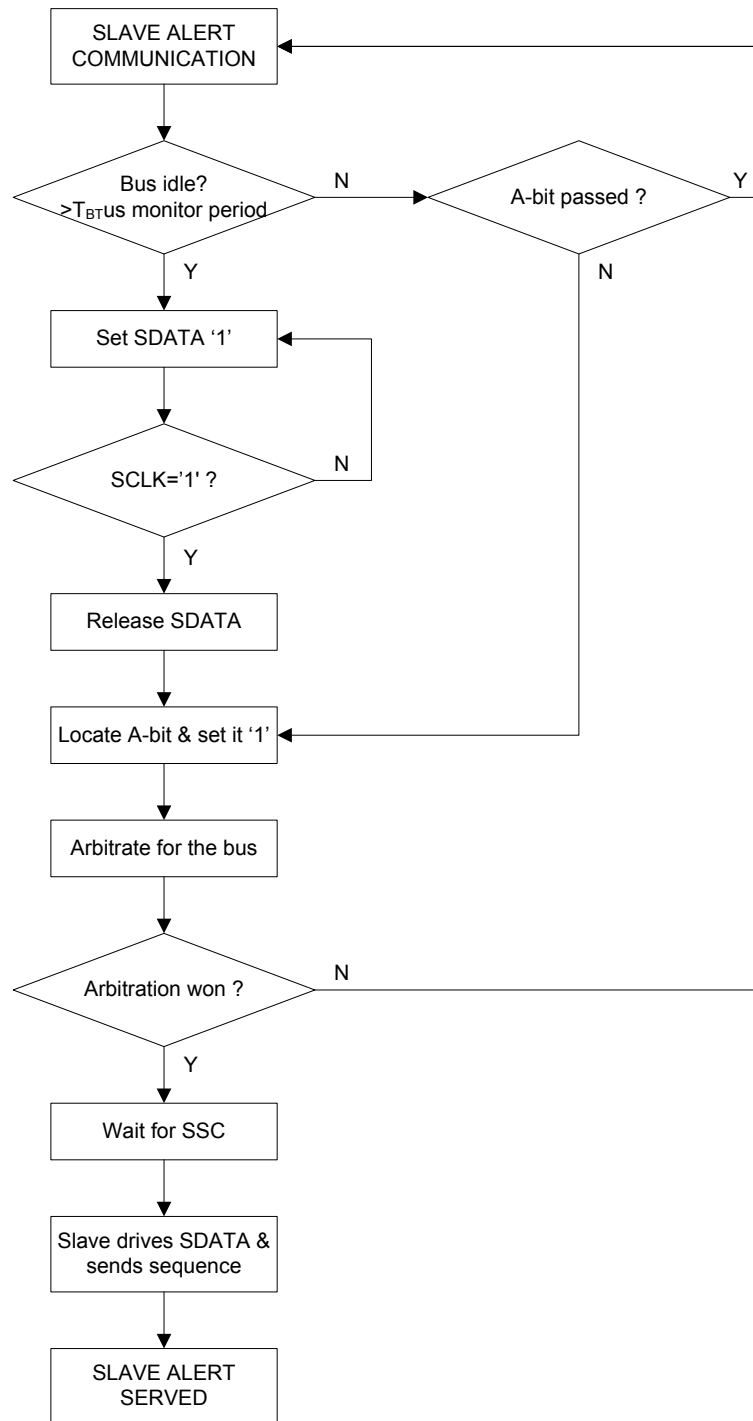 SLAVE ALERT
COMMUNICATION
Bus idle?
>TBTus monitor period
N
A-bit passed ?
Y
Y
N
Set SDATA ‘1’
SCLK='1' ?
N
Y
Release SDATA
Locate A-bit & set it ‘1’
Arbitrate for the bus
Arbitration won ?
N
Y
Wait for SSC
Slave drives SDATA &
sends sequence
SLAVE ALERT
SERVED